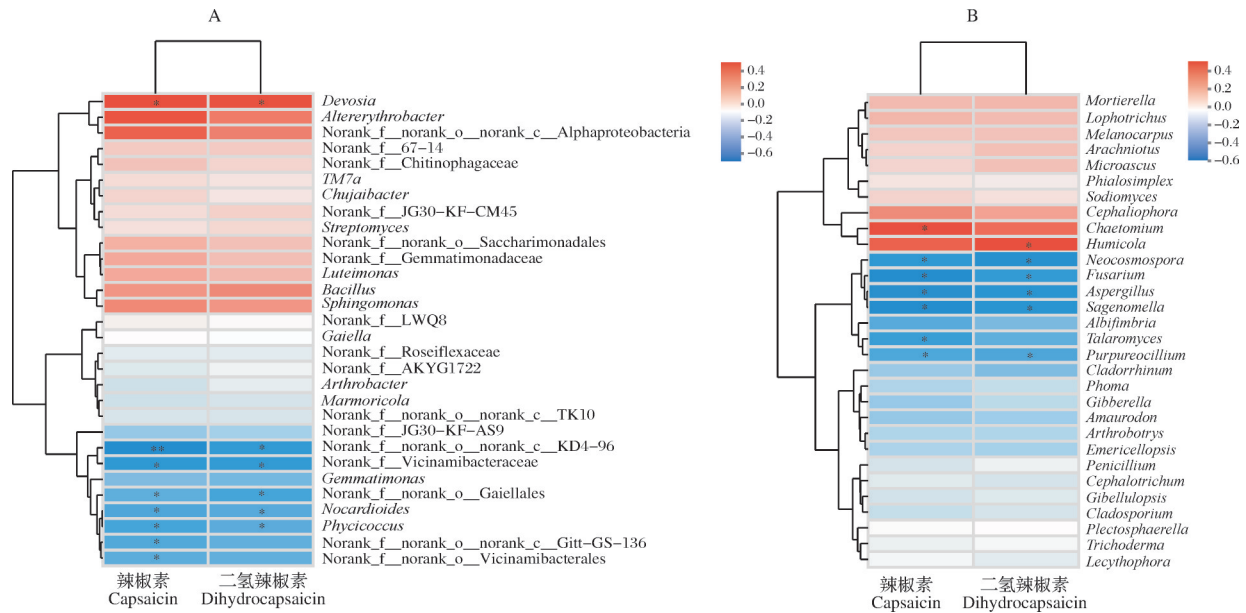 A
B
0.4
0.2
0.0
−0.2
−0.4
−0.6
0.4
0.2
0.0
−0.2
−0.4
−0.6
* * Devosia
Altererythrobacter
Norank_f__norank_o__norank_c__Alphaproteobacteria
Norank_f__67-14
Norank_f__Chitinophagaceae
TM7a
Chujaibacter
Norank_f__JG30-KF-CM45
Streptomyces
Norank_f__norank_o__Saccharimonadales
Norank_f__Gemmatimonadaceae
Luteimonas
Bacillus
Sphingomonas
Norank_f__LWQ8
Gaiella
Norank_f__Roseiflexaceae
Norank_f__AKYG1722
Arthrobacter
Marmoricola
Norank_f__norank_o__norank_c__TK10
Norank_f__JG30-KF-AS9
** * Norank_f__norank_o__norank_c__KD4-96
* * Norank_f__Vicinamibacteraceae
Gemmatimonas
* * Norank_f__norank_o__Gaiellales
* * Nocardioides
* * Phycicoccus
* Norank_f__norank_o__norank_c__Gitt-GS-136
* Norank_f__norank_o__Vicinamibacterales
辣椒素 二氢辣椒素
Capsaicin Dihydrocapsaicin
Mortierella
Lophotrichus
Melanocarpus
Arachniotus
Microascus
Phialosimplex
Sodiomyces
Cephaliophora
* Chaetomium
* Humicola
* * Neocosmospora
* * Fusarium
* * Aspergillus
* * Sagenomella
Albifimbria
* Talaromyces
* * Purpureocillium
Cladorrhinum
Phoma
Gibberella
Amaurodon
Arthrobotrys
Emericellopsis
Penicillium
Cephalotrichum
Gibellulopsis
Cladosporium
Plectosphaerella
Trichoderma
Lecythophora
辣椒素 二氢辣椒素
Capsaicin Dihydrocapsaicin